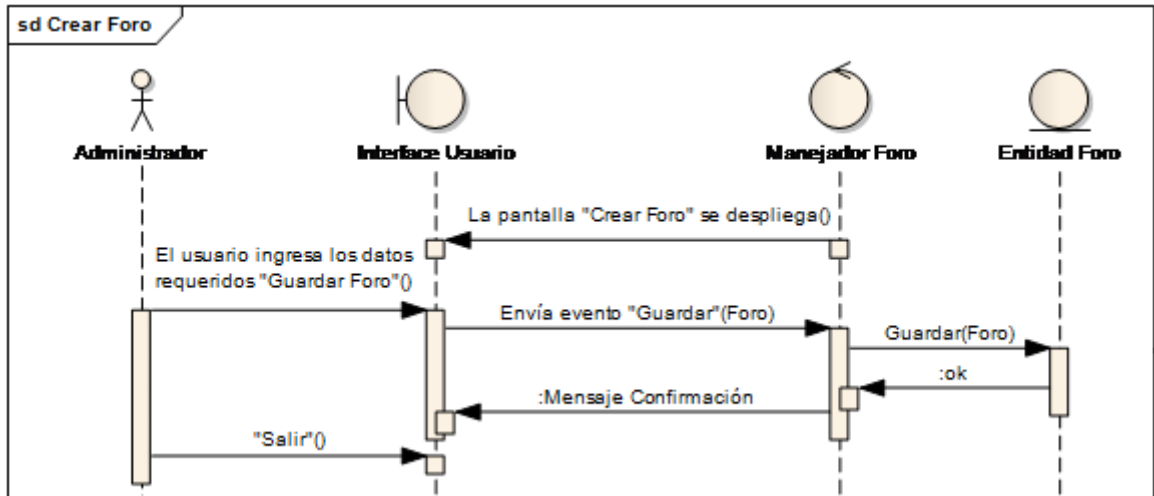 sd Crear Foro
Administrador
Interface Usuario
Manejador Foro
Entidad Foro
La pantalla "Crear Foro" se despliega()
El usuario ingresa los datos
requeridos "Guardar Foro"()
Envía evento "Guardar"(Foro)
Guardar(Foro)
:ok
:Mensaje Confirmación
"Salir"()